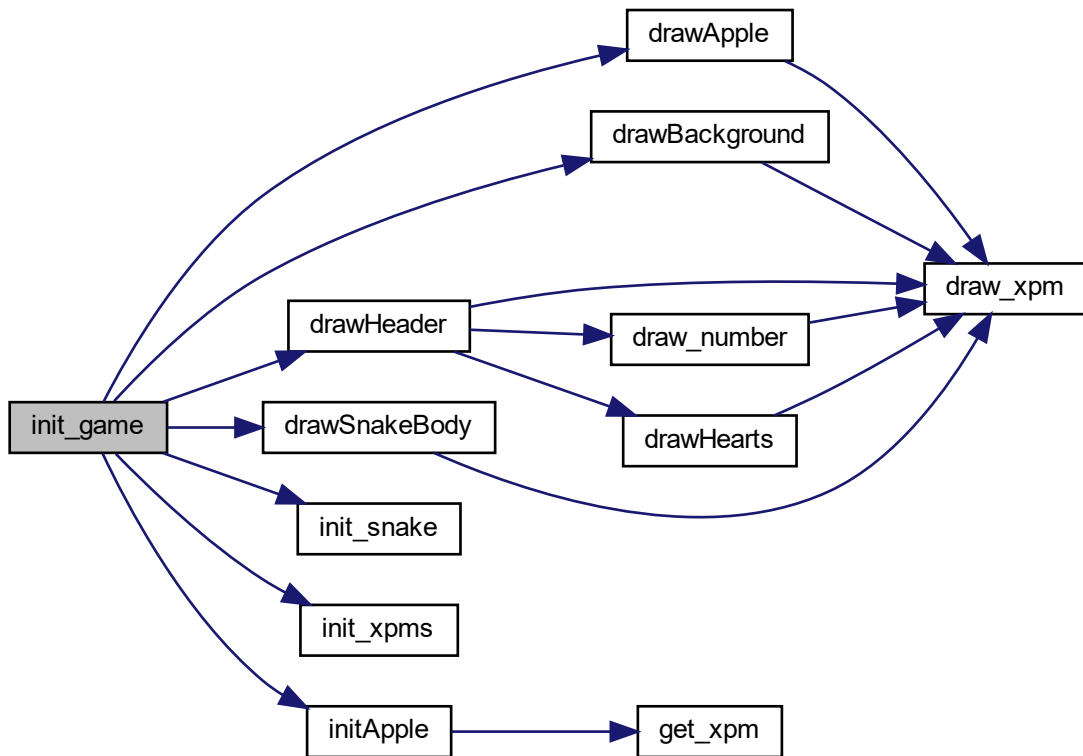 drawApple
drawBackground
draw_xpm
drawHeader
draw_number
init_game
drawSnakeBody
drawHearts
init_snake
init_xpms
initApple
get_xpm